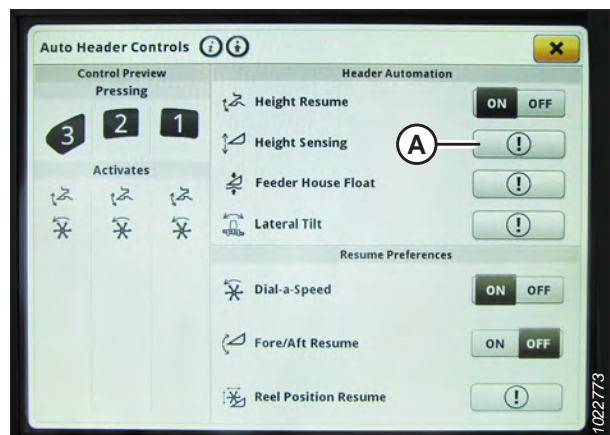 Auto Header Controls
Control Preview
Pressing
3 2 1
Activates
Header Automation
Height Resume ON OFF
Height Sensing ! A
Feeder House Float !
Lateral Tilt !
Resume Preferences
Dial-a-Speed ON OFF
Fore/Aft Resume ON OFF
Reel Position Resume !
1022773